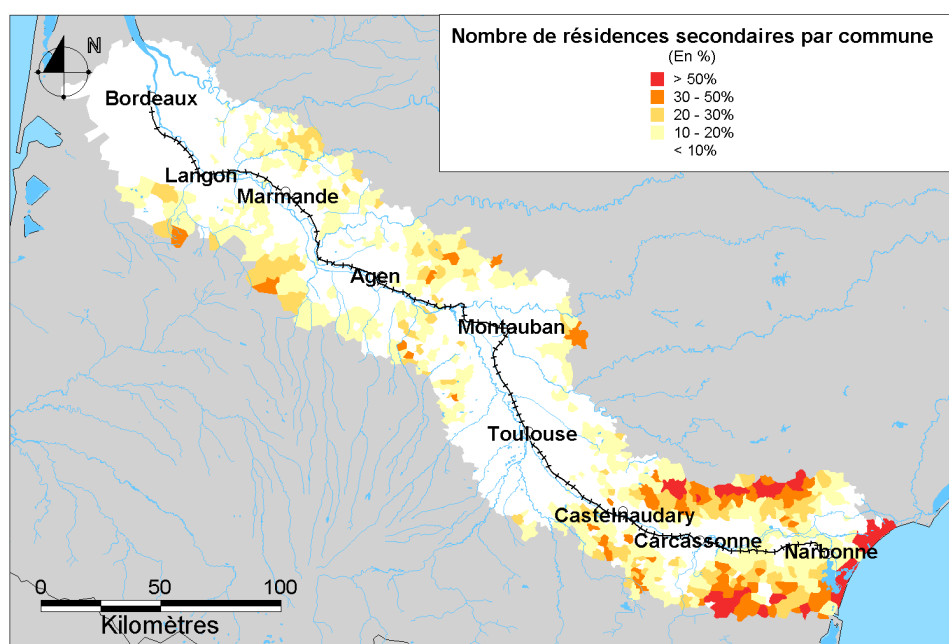 N
Nombre de résidences secondaires par commune
(En %)
> 50%
30 - 50%
20 - 30%
10 - 20%
< 10%
Bordeaux
Langon
Marmande
Agen
Montauban
Toulouse
Castelnaudary
Carcassonne
Narbonne
0 50 100
Kilomètres